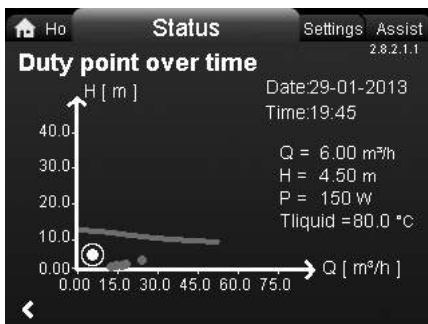 Ho Status Settings Assist
2.8.2.1.1
Duty point over time
H [ m ]
Date:29-01-2013
Time:19:45
40.0
30.0
20.0
10.0
0.00
Q = 6.00 m³/h
H = 4.50 m
P = 150 W
Tliquid =80.0 °C
0.00 15.0 30.0 45.0 60.0 75.0
Q [ m³/h ]